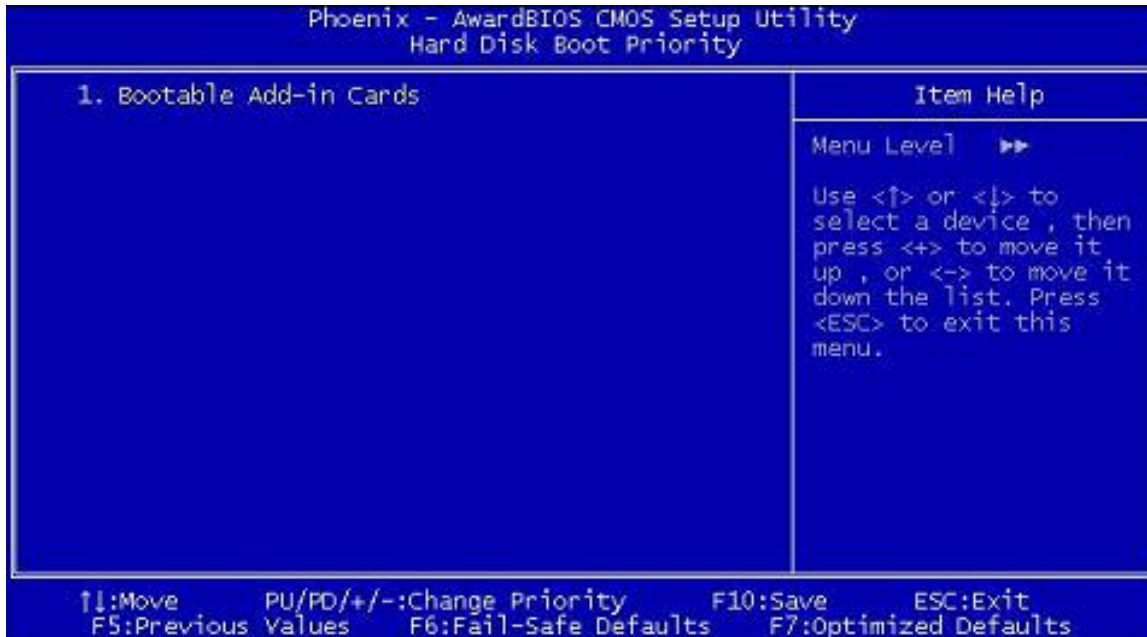 Phoenix - AwardBIOS CMOS Setup Utility
Hard Disk Boot Priority
1. Bootable Add-in Cards
Item Help
Menu Level ▶▶
Use <↑> or <↓> to
select a device , then
press <+> to move it
up , or <-> to move it
down the list. Press
<ESC> to exit this
menu.
↑↓:Move PU/PD/+/-:Change Priority F10:Save ESC:Exit
F5:Previous Values F6:Fail-Safe Defaults F7:Optimized Defaults